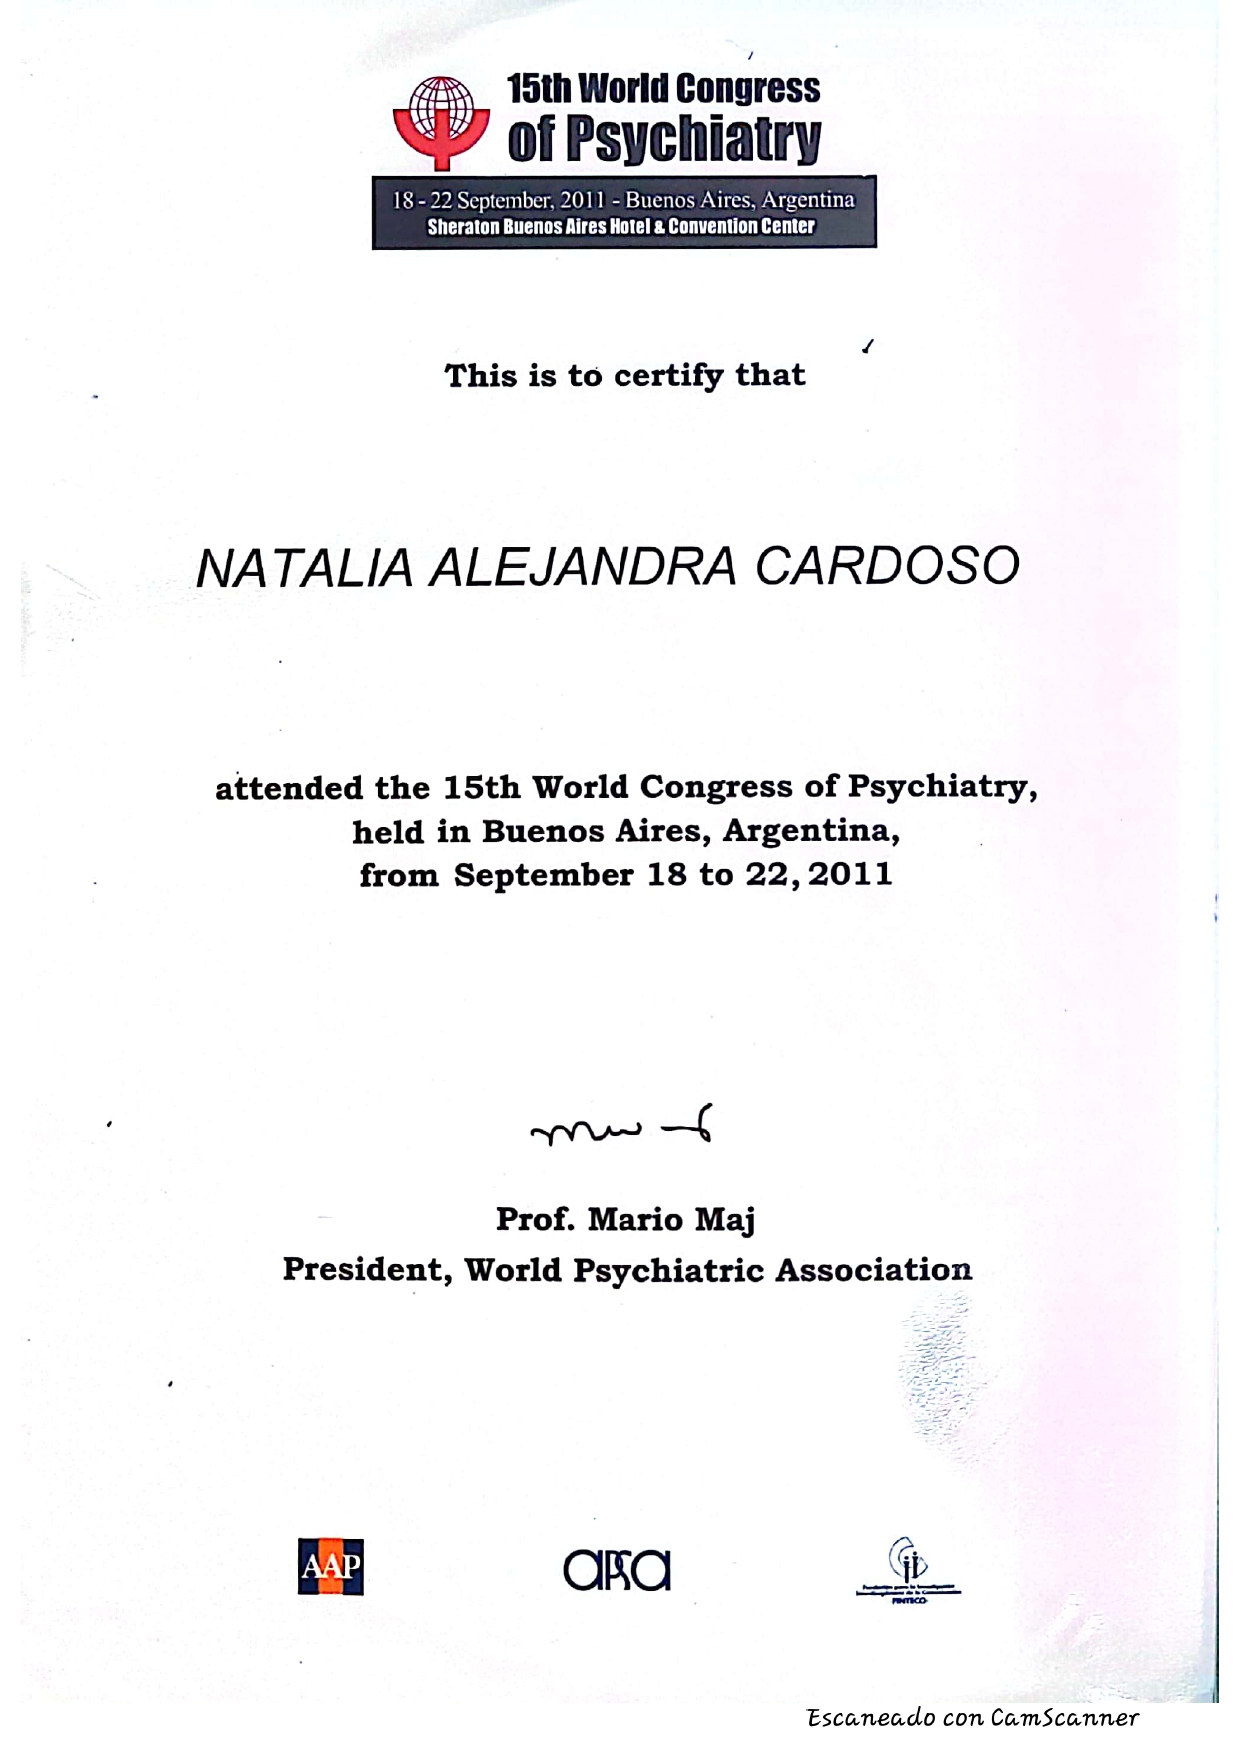 15th World Congress
of Psychiatry
18 - 22 September, 2011 - Buenos Aires, Argentina
Sheraton Buenos Aires Hotel & Convention Center
This is to certify that
NATALIA ALEJANDRA CARDOSO
attended the 15th World Congress of Psychiatry,
held in Buenos Aires, Argentina,
from September 18 to 22, 2011
Prof. Mario Maj
President, World Psychiatric Association
AAP
APSA
Escaneado con CamScanner